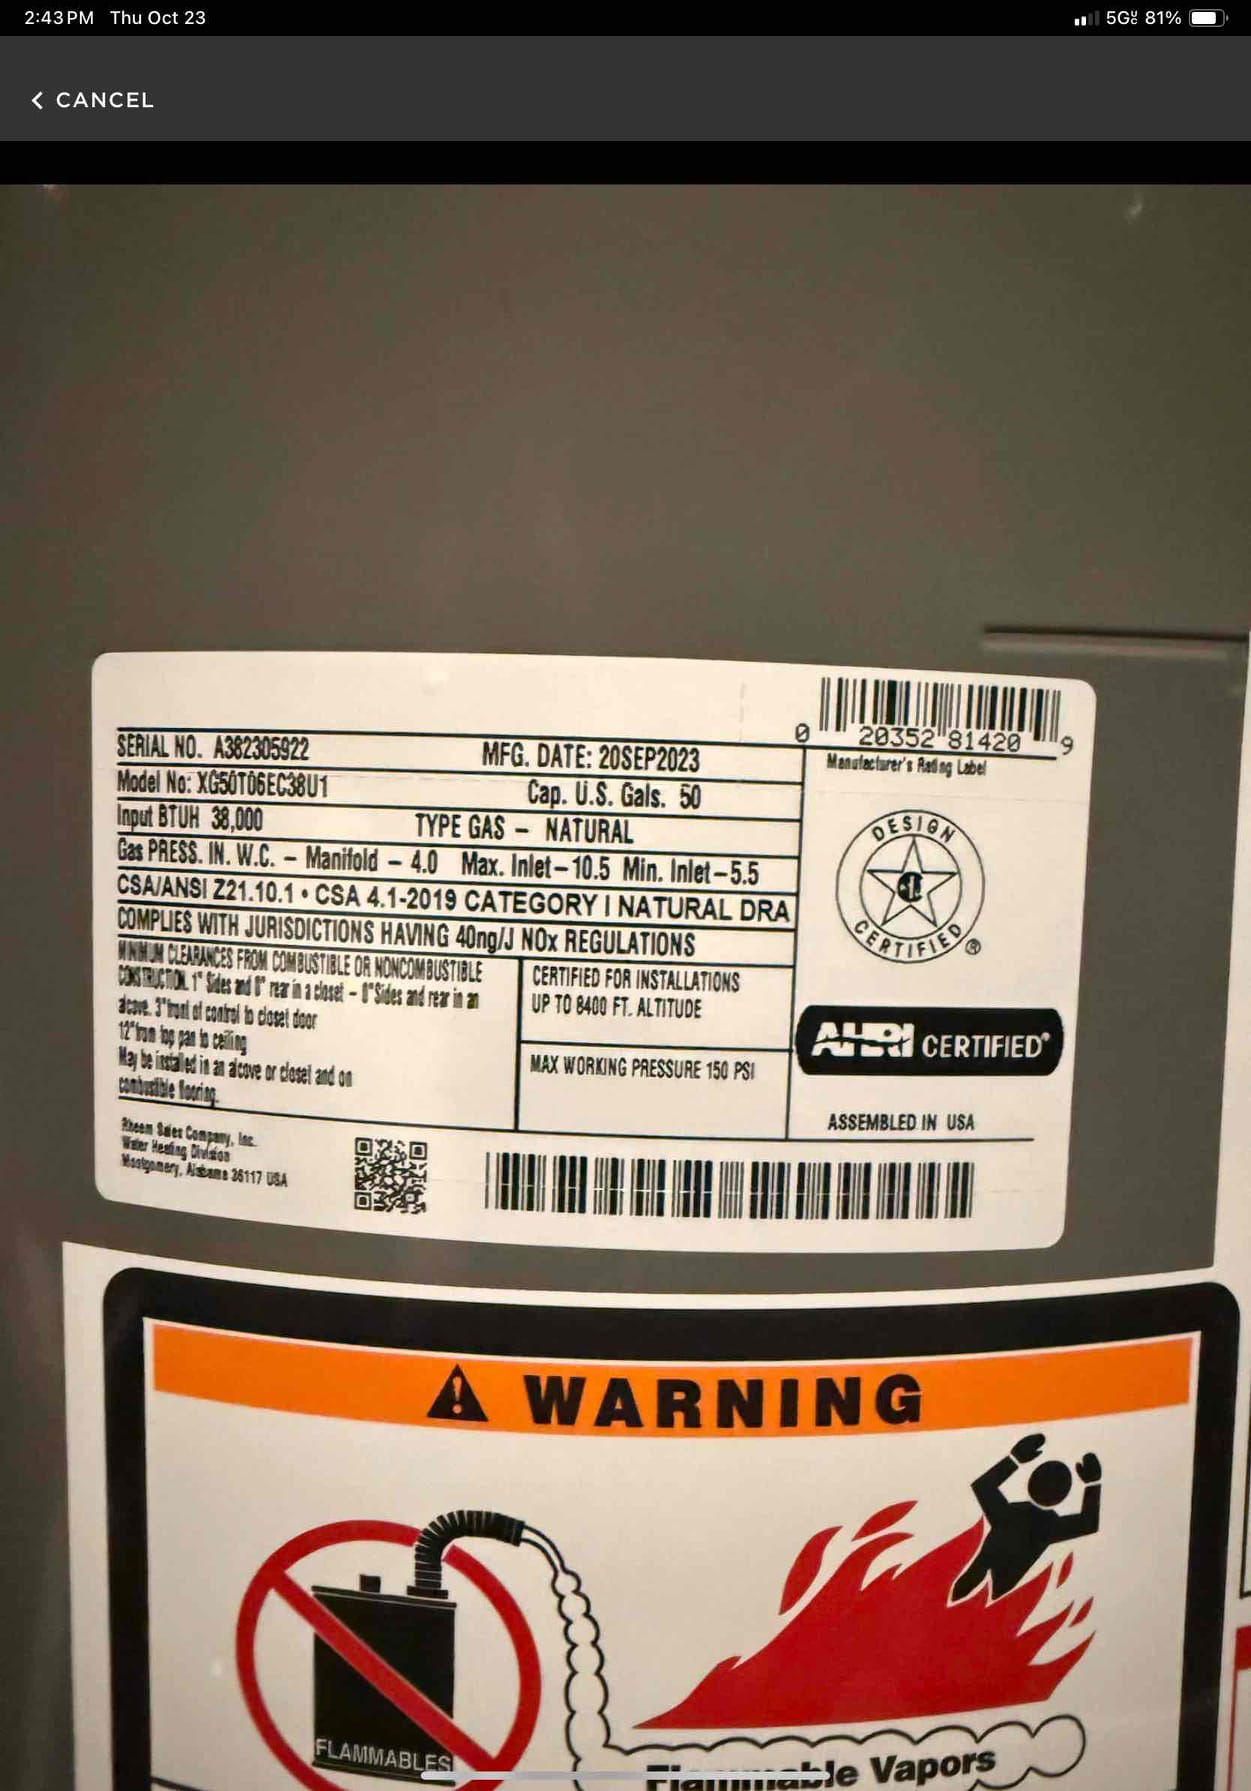 2:43 PM Thu Oct 23
81%
CANCEL
0 20352 81420 9
Manufacturer's Rating Label
SERIAL NO. A382305922 MFG. DATE: 20SEP2023
Model No: XG50T06EC38U1 Cap. U.S. Gals. 50
Input BTUH 38,000 TYPE GAS – NATURAL
Gas PRESS. IN. W.C. – Manifold – 4.0 Max. Inlet–10.5 Min. Inlet–5.5
CSA/ANSI Z21.10.1 • CSA 4.1-2019 CATEGORY I NATURAL DRA
COMPLIES WITH JURISDICTIONS HAVING 40ng/J NOx REGULATIONS
MINIMUM CLEARANCES FROM COMBUSTIBLE OR NONCOMBUSTIBLE
CONSTRUCTION. 1" Sides and 0" rear in a closet – 0"Sides and rear in an
alcove. 3"front of control to closet door
12"from top pan to ceiling
May be installed in an alcove or closet and on
combustible flooring.
CERTIFIED FOR INSTALLATIONS
UP TO 8400 FT. ALTITUDE
MAX WORKING PRESSURE 150 PSI
DESIGN
CERTIFIED ®
AHRI CERTIFIED®
ASSEMBLED IN USA
Rheem Sales Company, Inc.
Water Heating Division
Montgomery, Alabama 36117 USA
WARNING
FLAMMABLES
Flammable Vapors